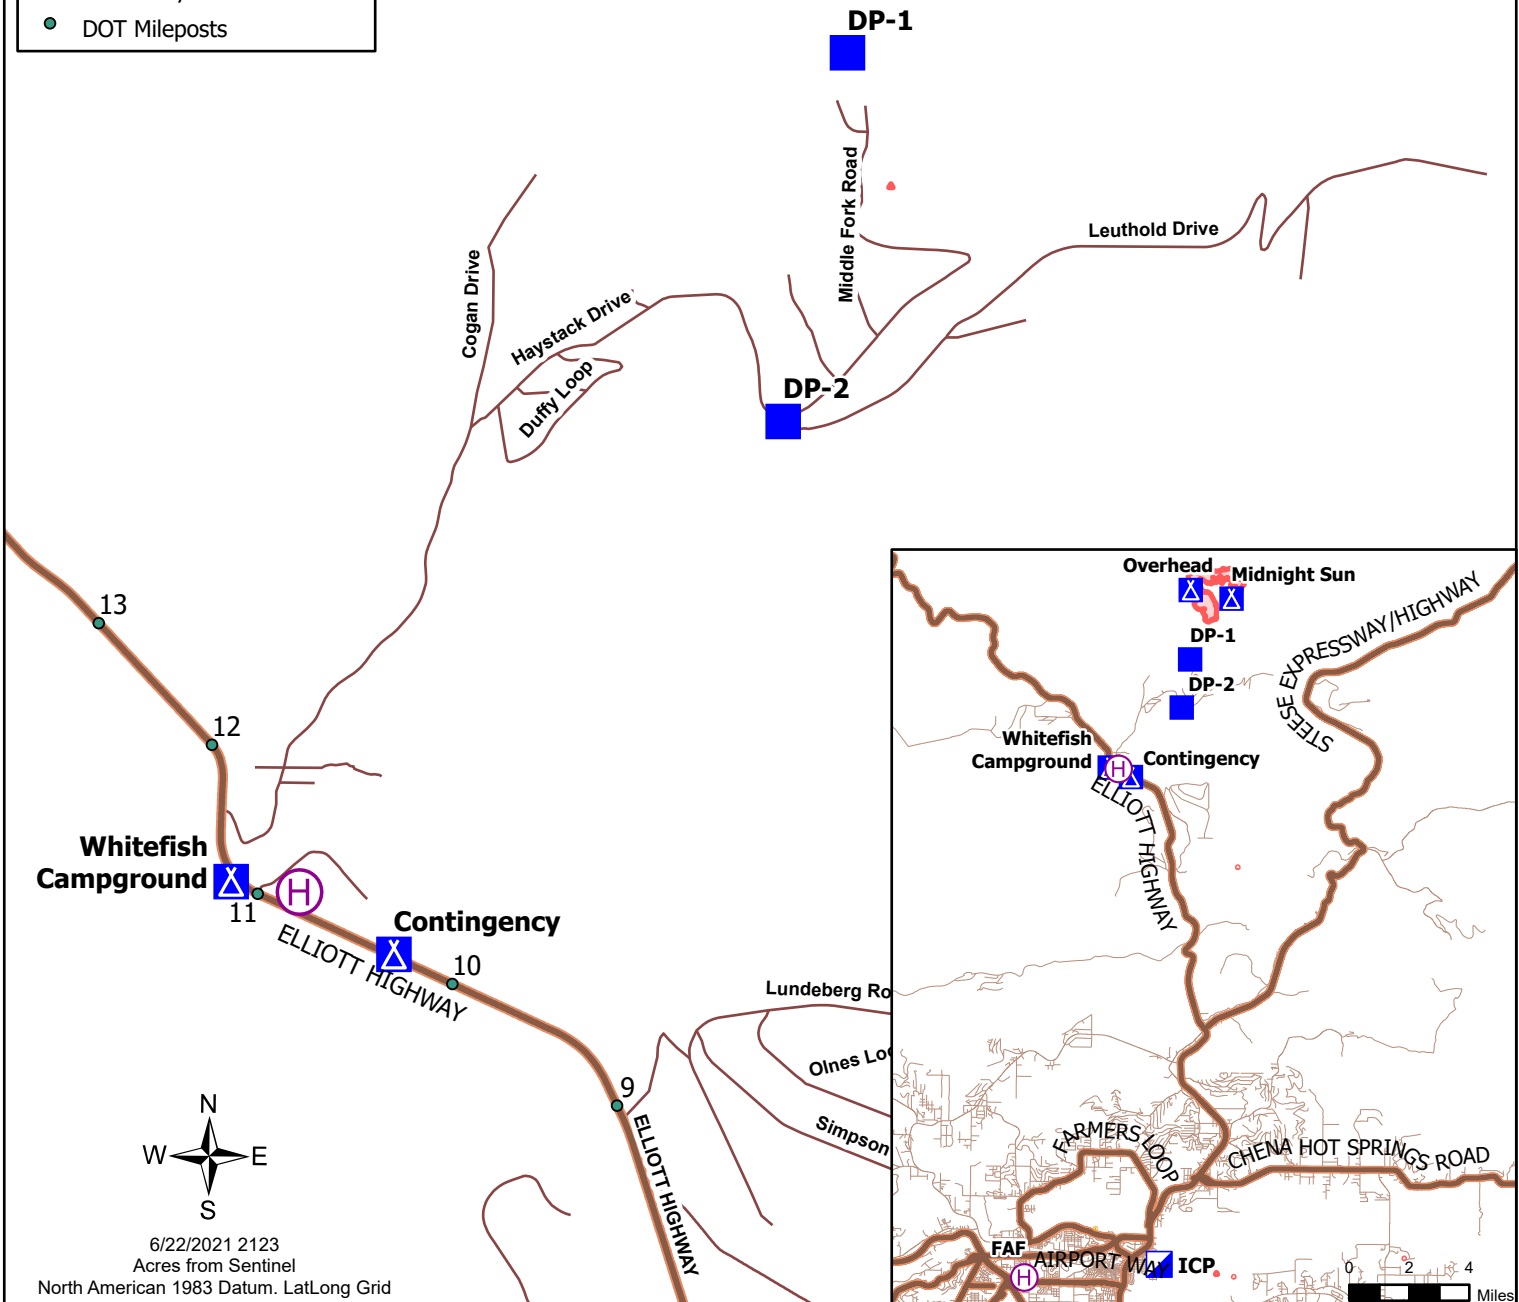 DOT Mileposts
DP-1
Middle Fork Road
Leuthold Drive
Cogan Drive
Haystack Drive
Duffy Loop
DP-2
13
12
Whitefish
Campground
11
H
Contingency
ELLIOTT HIGHWAY
10
9
ELLIOTT HIGHWAY
Lundeberg Ro
Olnes Loo
Simpson
N
W
E
S
6/22/2021 2123
Acres from Sentinel
North American 1983 Datum. LatLong Grid
Overhead
Midnight Sun
DP-1
DP-2
STEESE EXPRESSWAY/HIGHWAY
Whitefish
Campground
H
Contingency
ELLIOTT HIGHWAY
FARMERS LOOP
CHENA HOT SPRINGS ROAD
FAF
H
AIRPORT WAY
ICP
0 2 4
Miles